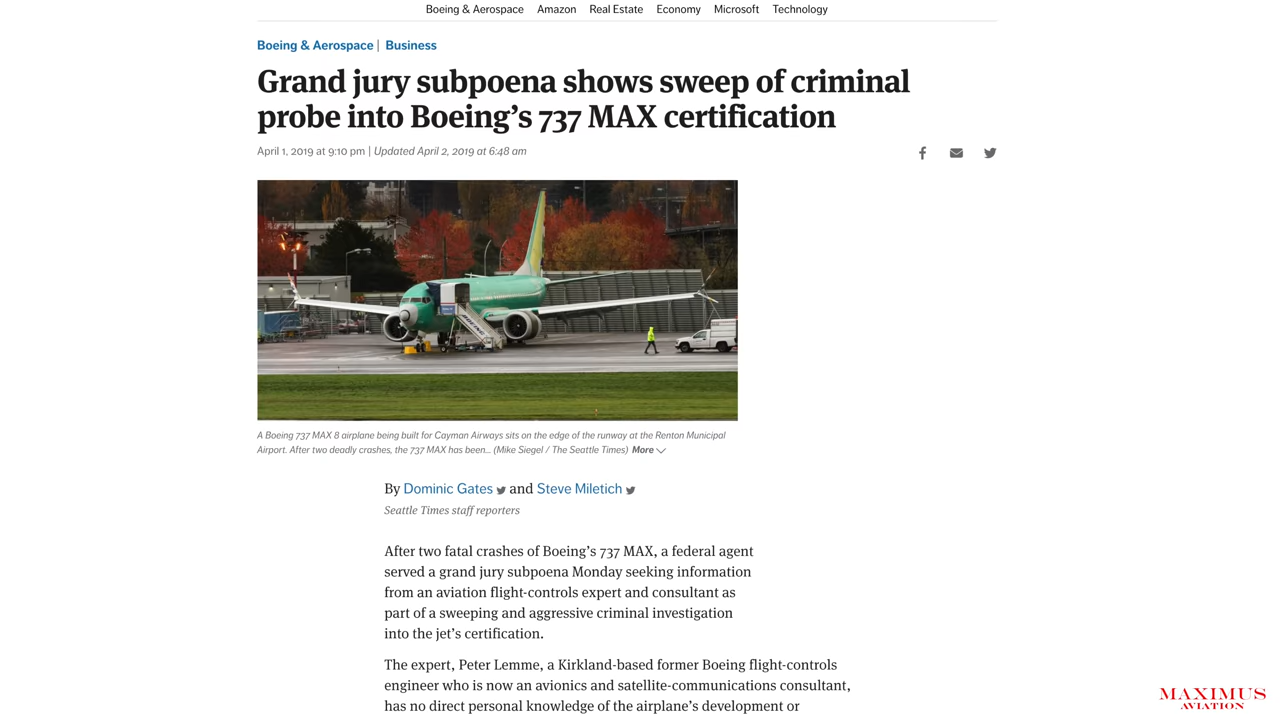 Boeing & Aerospace Amazon Real Estate Economy Microsoft Technology
Boeing & Aerospace | Business
Grand jury subpoena shows sweep of criminal
probe into Boeing’s 737 MAX certification
April 1, 2019 at 9:10 pm | Updated April 2, 2019 at 6:48 am
BOEING
A Boeing 737 MAX 8 airplane being built for Cayman Airways sits on the edge of the runway at the Renton Municipal
Airport. After two deadly crashes, the 737 MAX has been... (Mike Siegel / The Seattle Times) More
By Dominic Gates and Steve Miletich
Seattle Times staff reporters
After two fatal crashes of Boeing’s 737 MAX, a federal agent
served a grand jury subpoena Monday seeking information
from an aviation flight-controls expert and consultant as
part of a sweeping and aggressive criminal investigation
into the jet’s certification.
The expert, Peter Lemme, a Kirkland-based former Boeing flight-controls
engineer who is now an avionics and satellite-communications consultant,
has no direct personal knowledge of the airplane’s development or
MAXIMUS
AVIATION